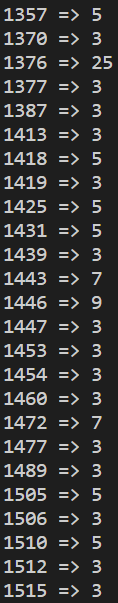 1357 => 5
1370 => 3
1376 => 25
1377 => 3
1387 => 3
1413 => 3
1418 => 5
1419 => 3
1425 => 5
1431 => 5
1439 => 3
1443 => 7
1446 => 9
1447 => 3
1453 => 3
1454 => 3
1460 => 3
1472 => 7
1477 => 3
1489 => 3
1505 => 5
1506 => 3
1510 => 5
1512 => 3
1515 => 3